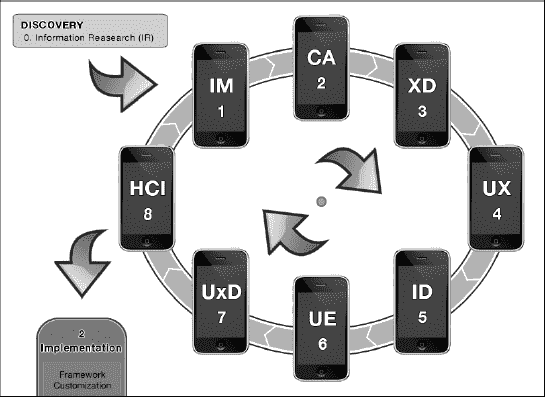 DISCOVERY
0. Information Reasearch (IR)
IM
1
CA
2
XD
3
UX
4
ID
5
UE
6
UxD
7
HCI
8
2
Implementation
Framework
Customization